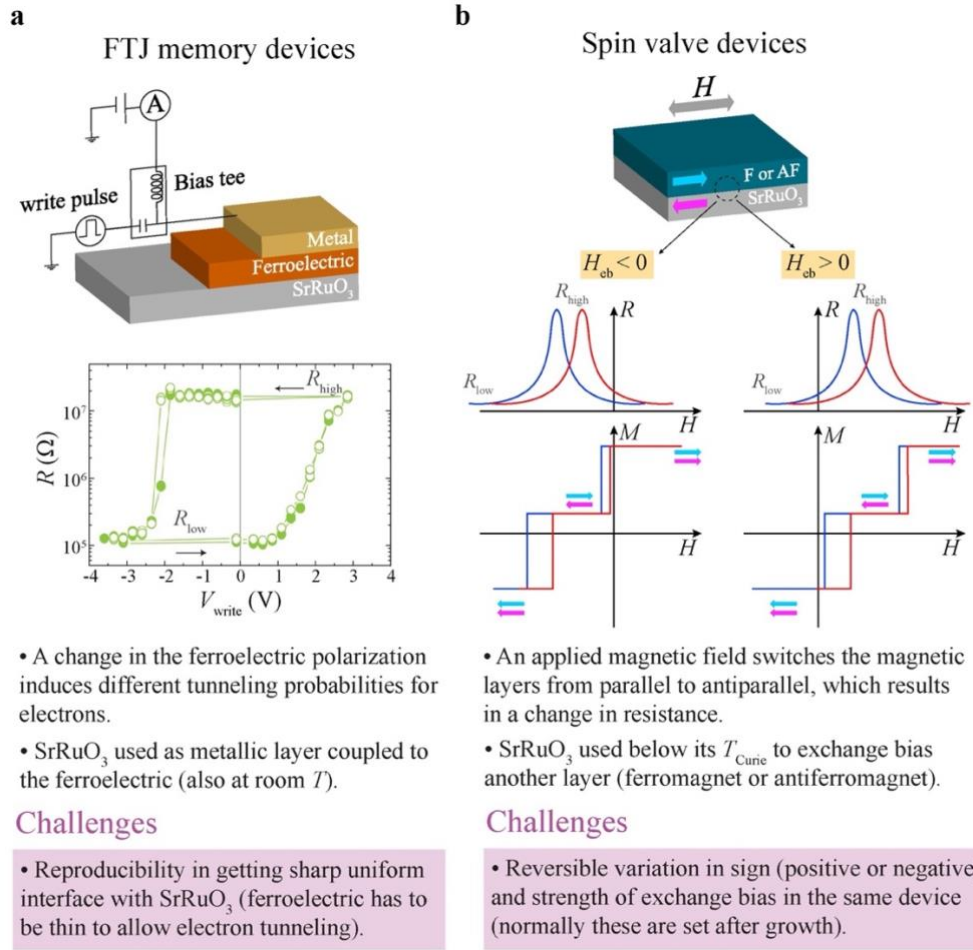 a
FTJ memory devices
A
Bias tee
write pulse
Metal
Ferroelectric
SrRuO₃
R_high
10⁷
R (Ω)
10⁶
R_low
10⁵
-4 -3 -2 -1 0 1 2 3 4
V_write (V)
• A change in the ferroelectric polarization
induces different tunneling probabilities for
electrons.
• SrRuO₃ used as metallic layer coupled to
the ferroelectric (also at room T).
Challenges
• Reproducibility in getting sharp uniform
interface with SrRuO₃ (ferroelectric has to
be thin to allow electron tunneling).
b
Spin valve devices
H
F or AF
SrRuO₃
H_eb < 0
H_eb > 0
R_high
R
R_low
H
R_high
R
R_low
H
M
H
M
H
• An applied magnetic field switches the magnetic
layers from parallel to antiparallel, which results
in a change in resistance.
• SrRuO₃ used below its T_Curie to exchange bias
another layer (ferromagnet or antiferromagnet).
Challenges
• Reversible variation in sign (positive or negative
and strength of exchange bias in the same device
(normally these are set after growth).